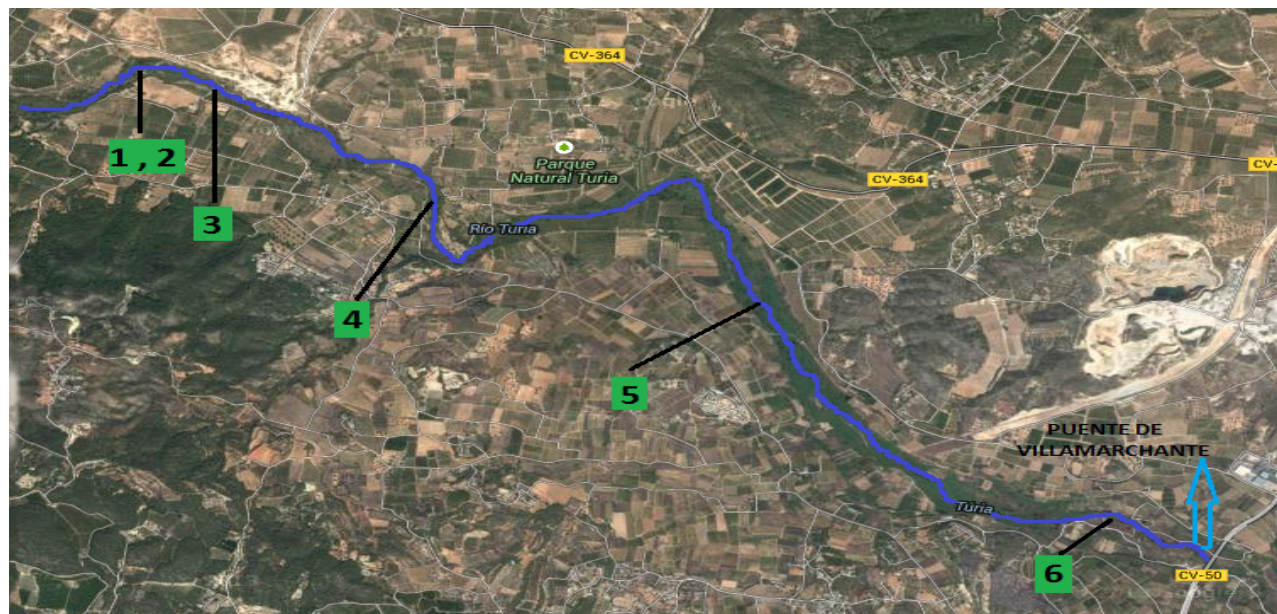 CV-364
1 , 2
Parque
Natural Turia
CV-364
CV-
3
Río Turia
4
5
PUENTE DE
VILLAMARCHANTE
Turia
6
CV-50